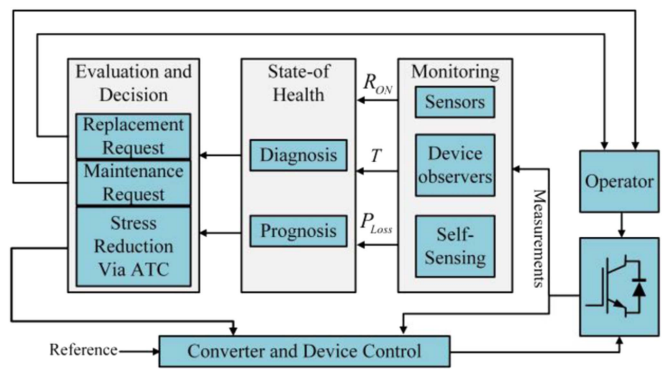 Evaluation and
Decision
Replacement
Request
Maintenance
Request
Stress
Reduction
Via ATC
State-of
Health
Diagnosis
Prognosis
R_ON
T
P_Loss
Monitoring
Sensors
Device
observers
Self-
Sensing
Measurements
Operator
Reference
Converter and Device Control